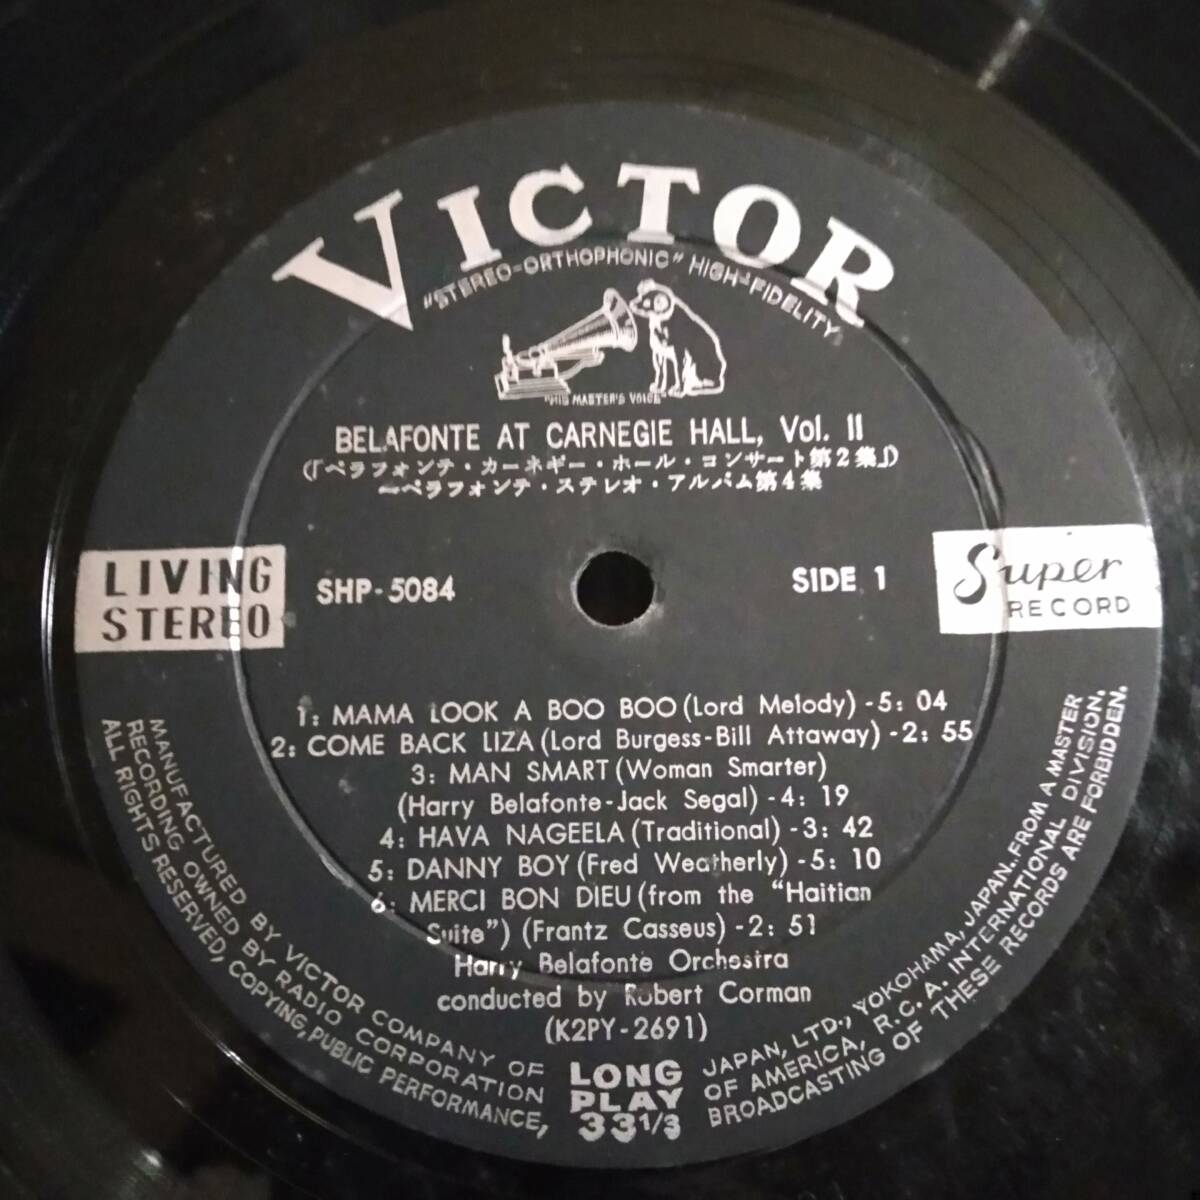 VICTOR
"STEREO-ORTHOPHONIC" HIGH-FIDELITY
"HIS MASTER'S VOICE"
BELAFONTE AT CARNEGIE HALL, Vol. II
(「ベラフォンテ・カーネギー・ホール・コンサート第2集」)
—ベラフォンテ・ステレオ・アルバム第4集
LIVING
STEREO
SHP-5084
SIDE 1
Super
RECORD
1: MAMA LOOK A BOO BOO (Lord Melody) -5: 04
2: COME BACK LIZA (Lord Burgess-Bill Attaway) -2: 55
3: MAN SMART (Woman Smarter)
(Harry Belafonte-Jack Segal) -4: 19
4: HAVA NAGEELA (Traditional) -3: 42
5: DANNY BOY (Fred Weatherly) -5: 10
6: MERCI BON DIEU (from the "Haitian
Suite") (Frantz Casseus) -2: 51
Harry Belafonte Orchestra
conducted by Robert Corman
(K2PY-2691)
LONG
PLAY
33 1/3
MANUFACTURED BY VICTOR COMPANY OF JAPAN, LTD., YOKOHAMA, JAPAN. FROM A MASTER
RECORDING OWNED BY RADIO CORPORATION OF AMERICA, R.C.A. INTERNATIONAL DIVISION.
ALL RIGHTS RESERVED, COPYING, PUBLIC PERFORMANCE, BROADCASTING OF THESE RECORDS ARE FORBIDDEN.